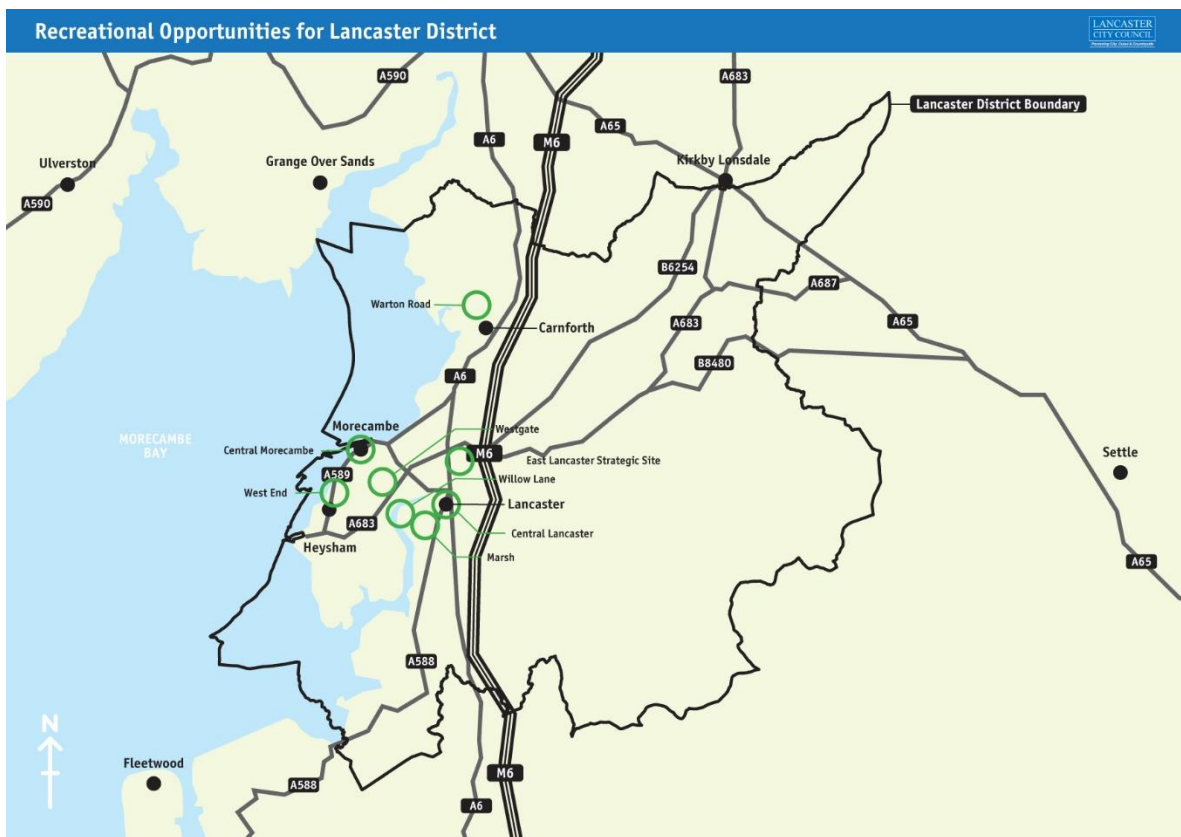 Recreational Opportunities for Lancaster District
LANCASTER
CITY COUNCIL
A590
A590
A683
A6
M6
A65
Lancaster District Boundary
Ulverston
Grange Over Sands
Kirkby Lonsdale
A590
B6254
A687
Warton Road
Carnforth
A683
A65
B8480
A6
Morecambe
Westgate
MORECAMBE
BAY
Central Morecambe
M6
East Lancaster Strategic Site
Settle
A589
Willow Lane
West End
Lancaster
A683
Central Lancaster
Heysham
Marsh
A65
A588
N
Fleetwood
M6
A588
A6